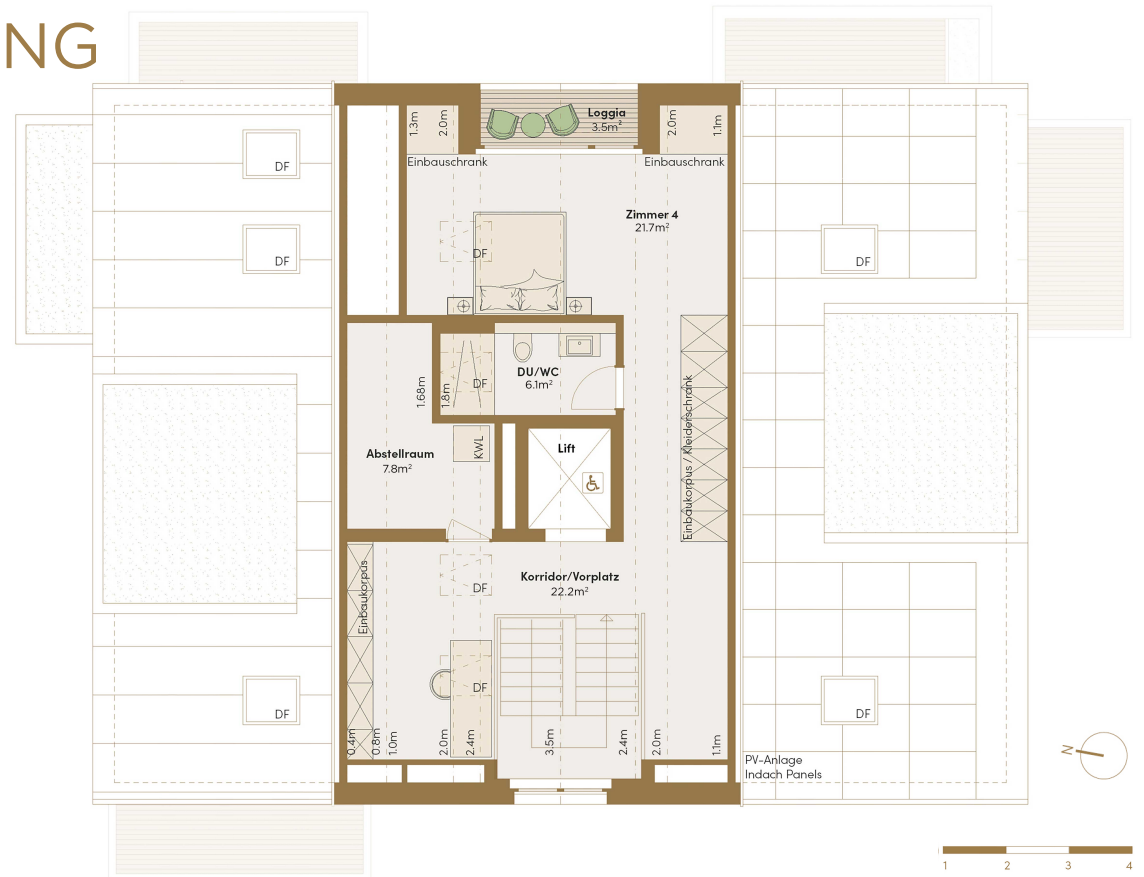 NG
Loggia
3.5m²
1.3m
2.0m
2.0m
1.1m
Einbauschrank
Einbauschrank
DF
DF
DF
DF
Zimmer 4
21.7m²
DU/WC
6.1m²
DF
1.68m
1.8m
Einbaukorpus / Kleiderschrank
KWL
Lift
Abstellraum
7.8m²
Korridor/Vorplatz
22.2m²
DF
Einbaukorpus
DF
DF
DF
0.4m
0.8m
1.0m
2.0m
2.4m
3.5m
2.4m
2.0m
1.1m
PV-Anlage
Indach Panels
N
1 2 3 4